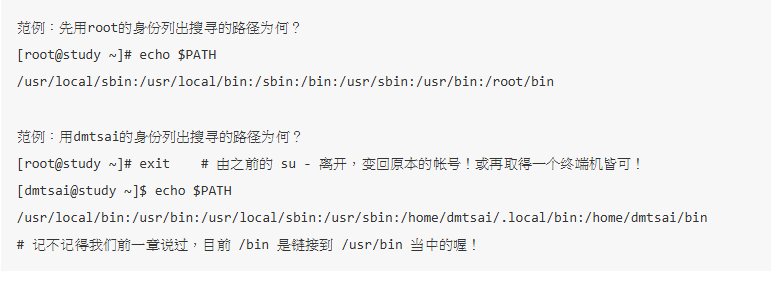 范例：先用root的身份列出搜寻的路径为何？
[root@study ~]# echo $PATH
/usr/local/sbin:/usr/local/bin:/sbin:/bin:/usr/sbin:/usr/bin:/root/bin
范例：用dmtsai的身份列出搜寻的路径为何？
[root@study ~]# exit    # 由之前的 su - 离开，变回原本的帐号！或再取得一个终端机皆可！
[dmtsai@study ~]$ echo $PATH
/usr/local/bin:/usr/bin:/usr/local/sbin:/usr/sbin:/home/dmtsai/.local/bin:/home/dmtsai/bin
# 记不记得我们前一章说过，目前 /bin 是链接到 /usr/bin 当中的喔！